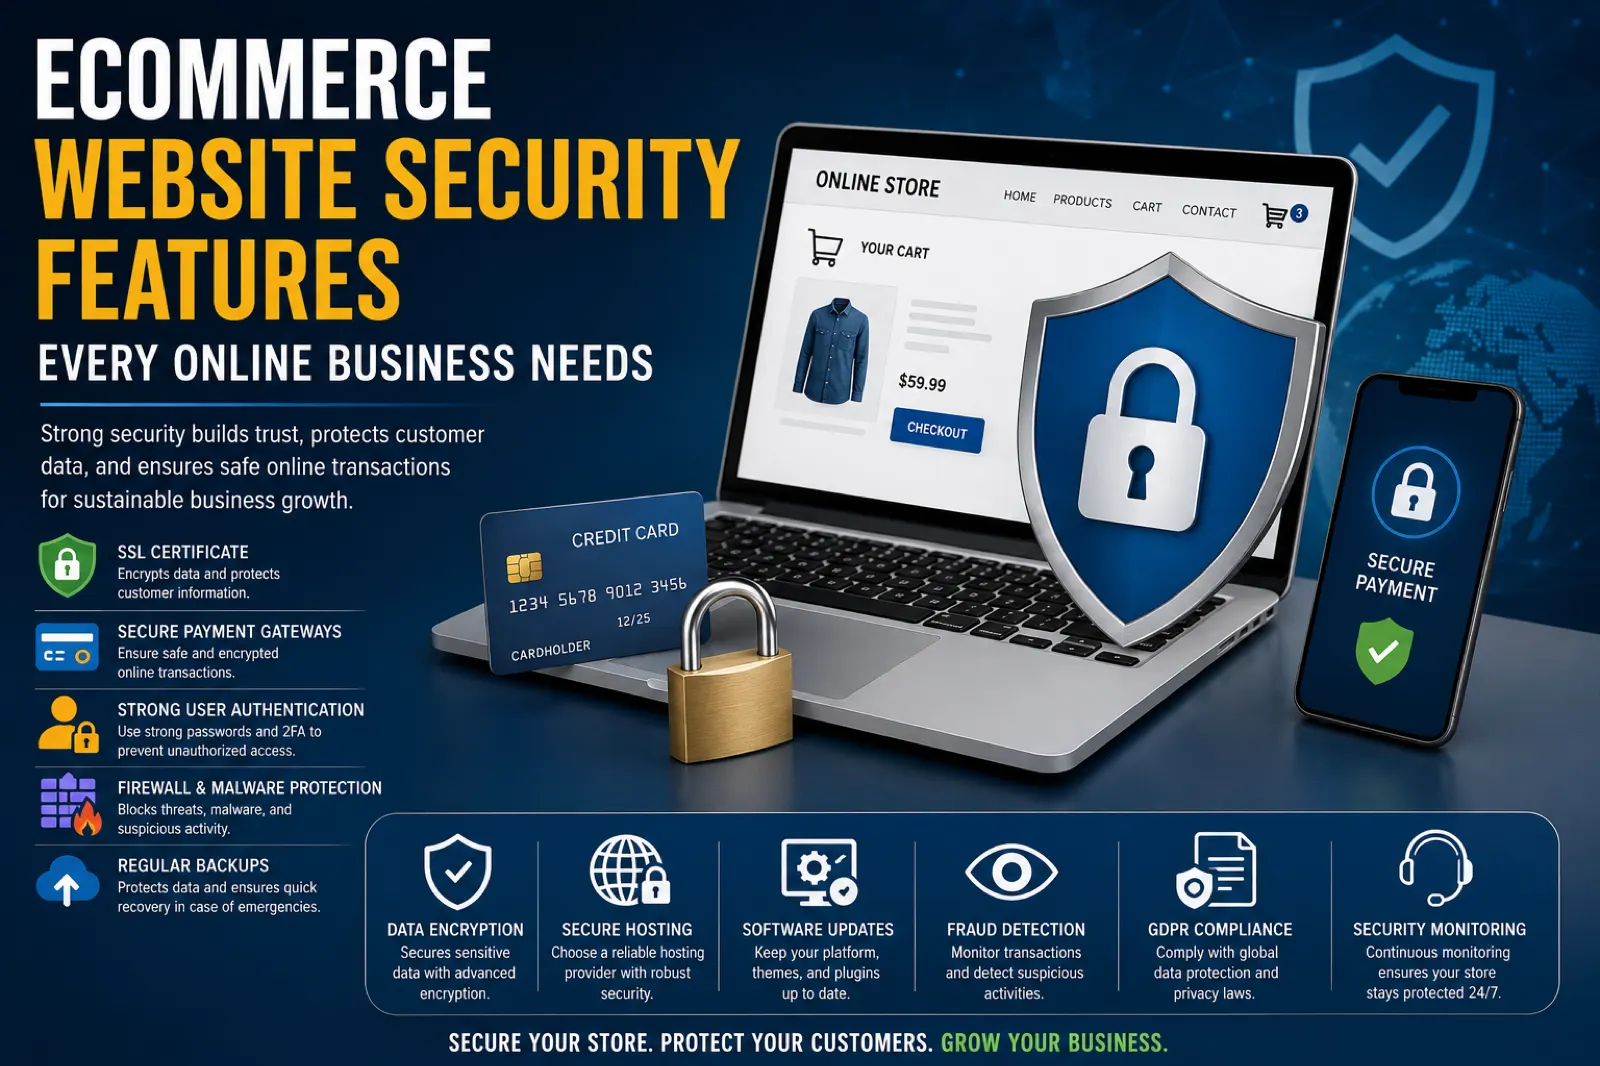 ECOMMERCE
WEBSITE SECURITY
FEATURES
EVERY ONLINE BUSINESS NEEDS
Strong security builds trust, protects customer
data, and ensures safe online transactions
for sustainable business growth.
SSL CERTIFICATE
Encrypts data and protects
customer information.
SECURE PAYMENT GATEWAYS
Ensure safe and encrypted
online transactions.
STRONG USER AUTHENTICATION
Use strong passwords and 2FA to
prevent unauthorized access.
FIREWALL & MALWARE PROTECTION
Blocks threats, malware, and
suspicious activity.
REGULAR BACKUPS
Protects data and ensures quick
recovery in case of emergencies.
ONLINE STORE
HOME PRODUCTS CART CONTACT 3
YOUR CART
$59.99
CHECKOUT
CREDIT CARD
1234 5678 9012 3456
12/25
CARDHOLDER
SECURE
PAYMENT
DATA ENCRYPTION
Secures sensitive
data with advanced
encryption.
SECURE HOSTING
Choose a reliable hosting
provider with robust
security.
SOFTWARE UPDATES
Keep your platform,
themes, and plugins
up to date.
FRAUD DETECTION
Monitor transactions
and detect suspicious
activities.
GDPR COMPLIANCE
Comply with global
data protection and
privacy laws.
SECURITY MONITORING
Continuous monitoring
ensures your store
stays protected 24/7.
SECURE YOUR STORE. PROTECT YOUR CUSTOMERS. GROW YOUR BUSINESS.